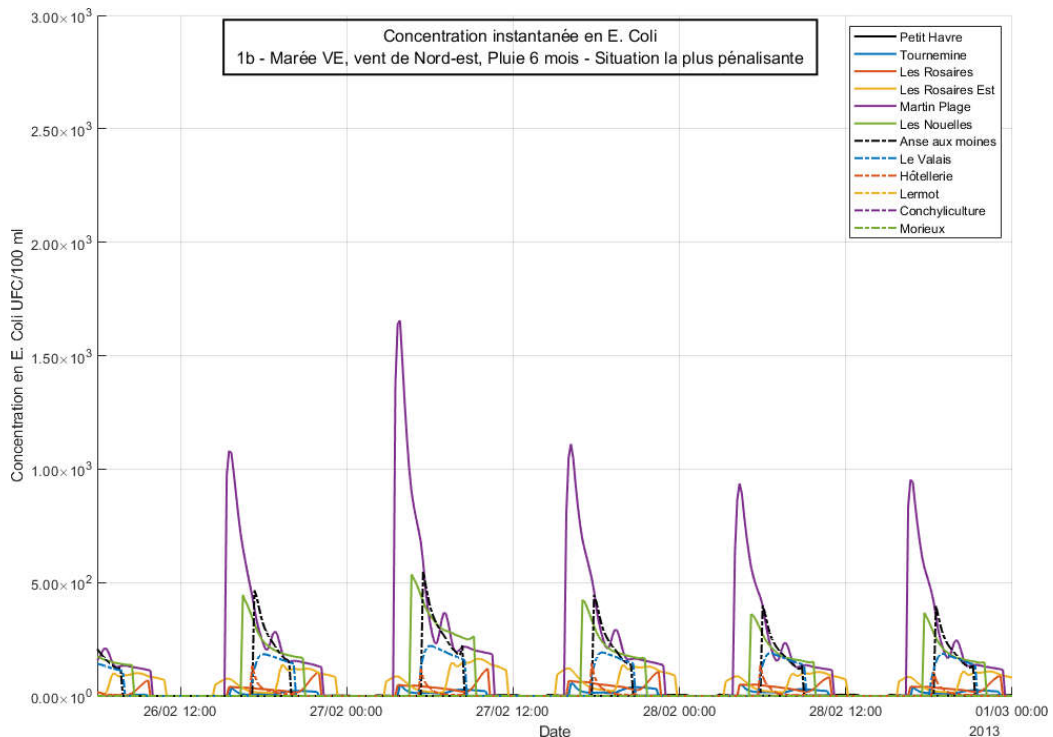 Concentration instantanée en E. Coli
1b - Marée VE, vent de Nord-est, Pluie 6 mois - Situation la plus pénalisante
Petit Havre
Tournemine
Les Rosaires
Les Rosaires Est
Martin Plage
Les Nouelles
Anse aux moines
Le Valais
Hôtellerie
Lermot
Conchyliculture
Morieux
Concentration en E. Coli UFC/100 ml
3.00×10³
2.50×10³
2.00×10³
1.50×10³
1.00×10³
5.00×10²
0.00×10⁰
26/02 12:00
27/02 00:00
27/02 12:00
28/02 00:00
28/02 12:00
01/03 00:00
Date
2013